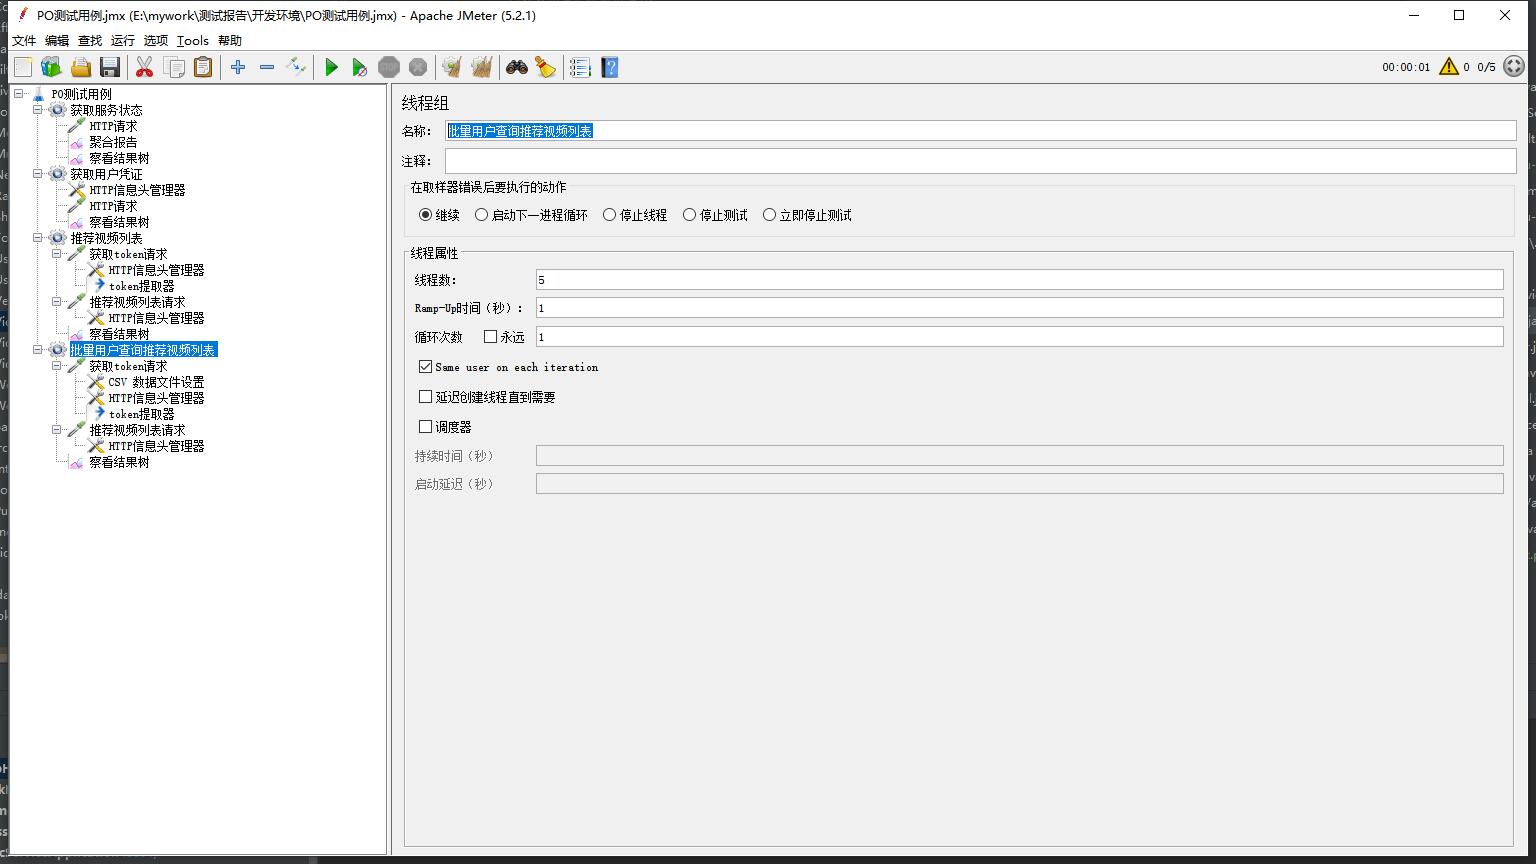 PO测试用例.jmx (E:\mywork\测试报告\开发环境\PO测试用例.jmx) - Apache JMeter (5.2.1)
文件 编辑 查找 运行 选项 Tools 帮助
STOP
00:00:01 0 0/5
PO测试用例
获取服务状态
HTTP请求
聚合报告
察看结果树
获取用户凭证
HTTP信息头管理器
HTTP请求
察看结果树
推荐视频列表
获取token请求
HTTP信息头管理器
token提取器
推荐视频列表请求
HTTP信息头管理器
察看结果树
批量用户查询推荐视频列表
获取token请求
CSV 数据文件设置
HTTP信息头管理器
token提取器
推荐视频列表请求
HTTP信息头管理器
察看结果树
线程组
名称: 批量用户查询推荐视频列表
注释:
在取样器错误后要执行的动作
继续 启动下一进程循环 停止线程 停止测试 立即停止测试
线程属性
线程数: 5
Ramp-Up时间（秒）: 1
循环次数 永远 1
Same user on each iteration
延迟创建线程直到需要
调度器
持续时间（秒）
启动延迟（秒）